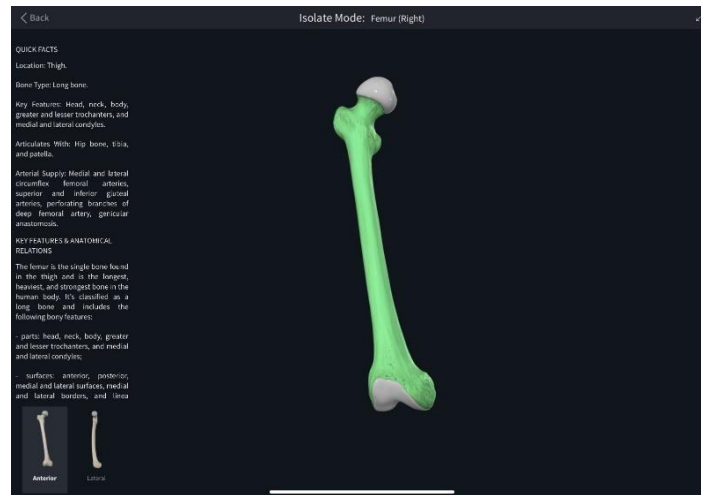 Back
Isolate Mode: Femur (Right)
QUICK FACTS
Location: Thigh.
Bone Type: Long bone.
Key Features: Head, neck, body,
greater and lesser trochanters, and
medial and lateral condyles.
Articulates With: Hip bone, tibia,
and patella.
Arterial Supply: Medial and lateral
circumflex femoral arteries,
superior and inferior gluteal
arteries, perforating branches of
deep femoral artery, genicular
anastomosis.
KEY FEATURES & ANATOMICAL
RELATIONS
The femur is the single bone found
in the thigh and is the longest,
heaviest, and strongest bone in the
human body. It's classified as a
long bone and includes the
following bony features:
- parts: head, neck, body, greater
and lesser trochanters, and medial
and lateral condyles;
- surfaces: anterior, posterior,
medial and lateral surfaces, medial
and lateral borders, and linea
Anterior
Lateral